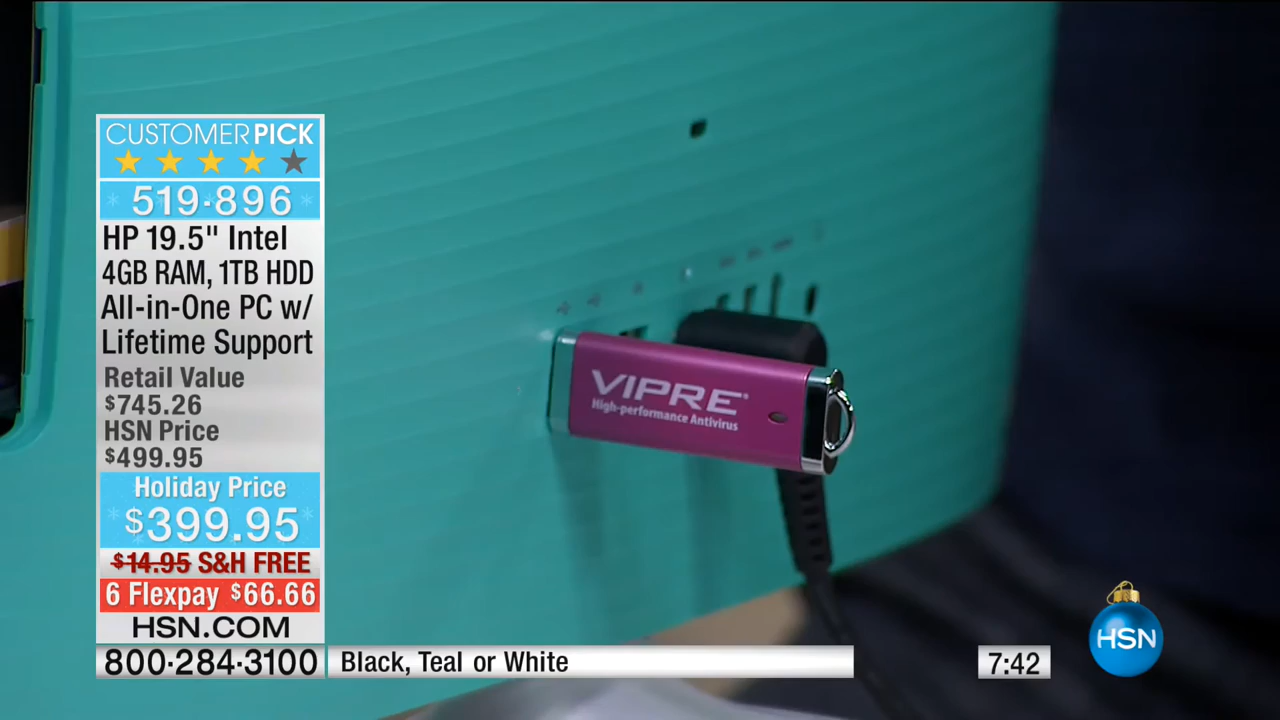 CUSTOMERPICK
519-896
HP 19.5" Intel
4GB RAM, 1TB HDD
All-in-One PC w/
Lifetime Support
Retail Value
$745.26
HSN Price
$499.95
Holiday Price
$399.95
$14.95 S&H FREE
6 Flexpay $66.66
HSN.COM
800·284·3100
Black, Teal or White
7:42
HSN
VIPRE®
High-performance Antivirus